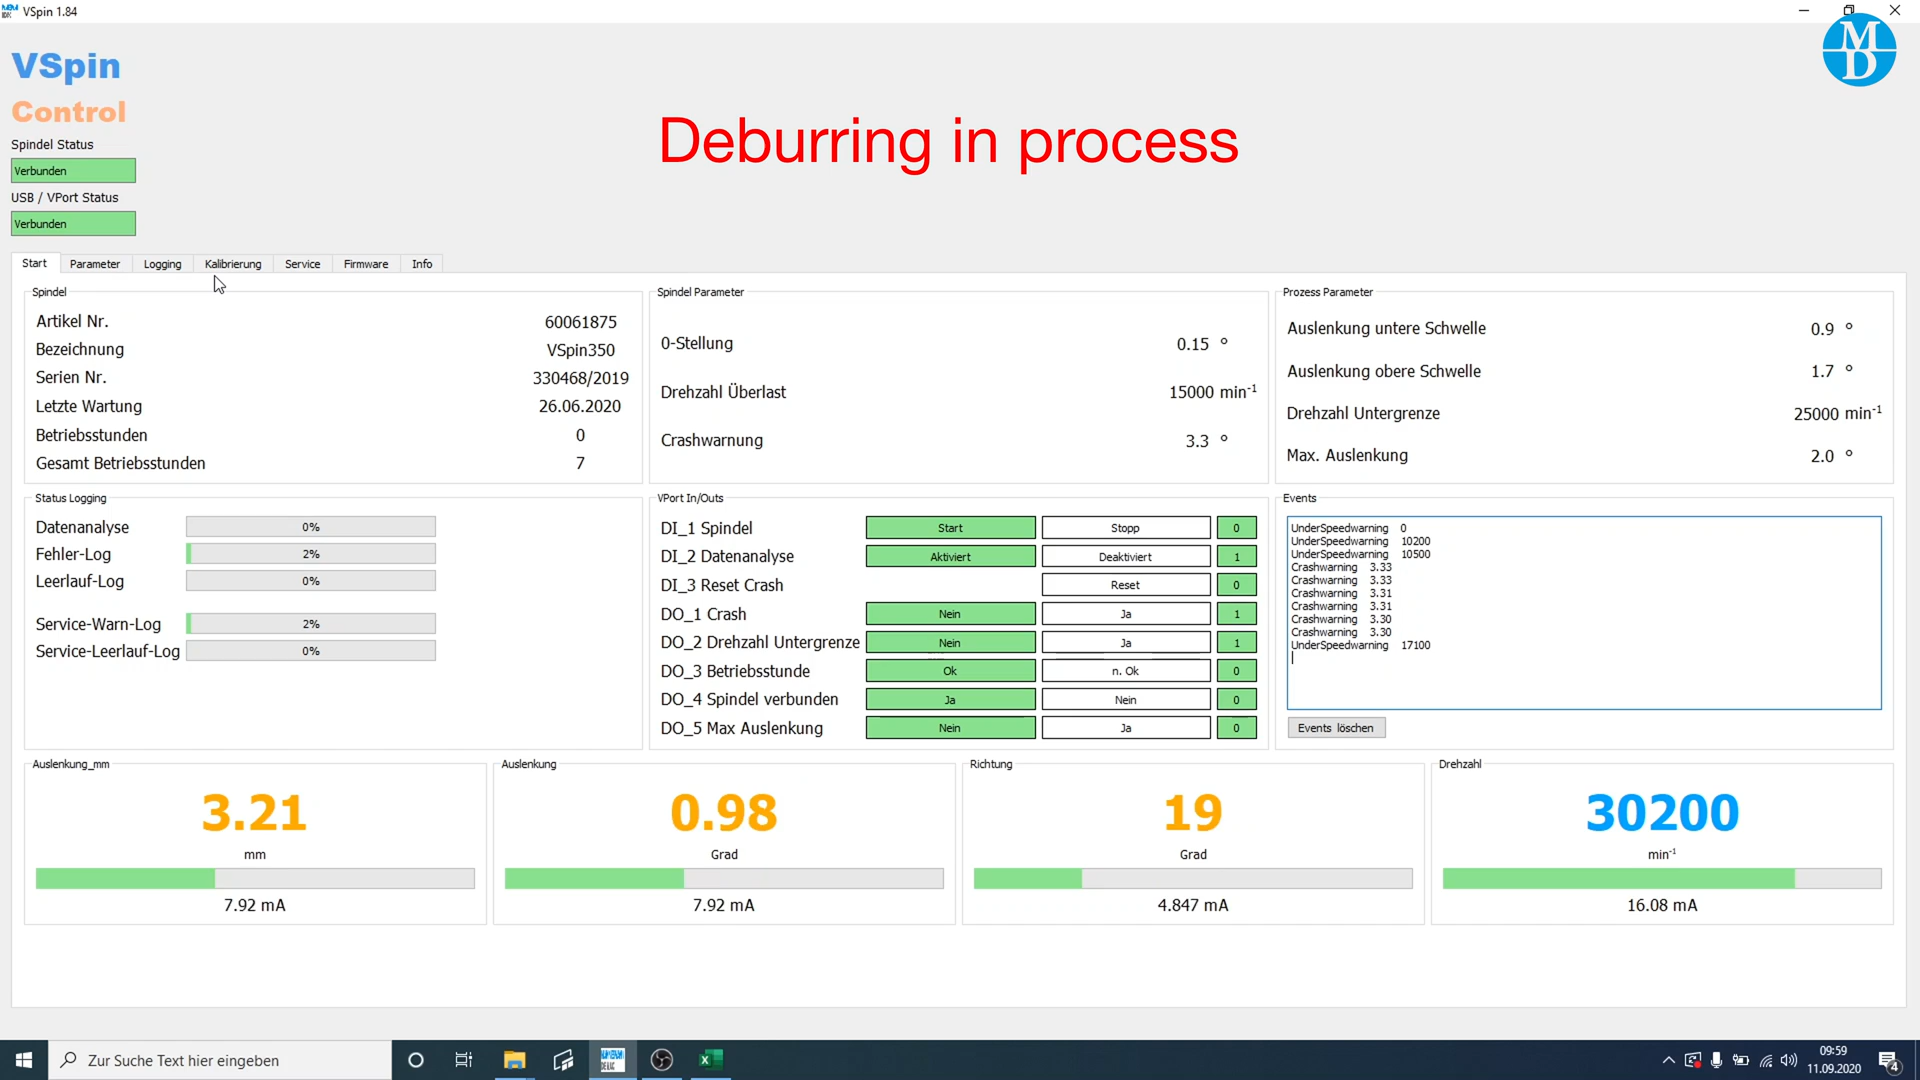 VSpin 1.84
MD
VSpin
Control
Deburring in process
Spindel Status
Verbunden
USB / VPort Status
Verbunden
Start Parameter Logging Kalibrierung Service Firmware Info
Spindel
Artikel Nr. 60061875
Bezeichnung VSpin350
Serien Nr. 330468/2019
Letzte Wartung 26.06.2020
Betriebsstunden 0
Gesamt Betriebsstunden 7
Spindel Parameter
0-Stellung 0.15 °
Drehzahl Überlast 15000 min-1
Crashwarnung 3.3 °
Prozess Parameter
Auslenkung untere Schwelle 0.9 °
Auslenkung obere Schwelle 1.7 °
Drehzahl Untergrenze 25000 min-1
Max. Auslenkung 2.0 °
Status Logging
Datenanalyse 0%
Fehler-Log 2%
Leerlauf-Log 0%
Service-Warn-Log 2%
Service-Leerlauf-Log 0%
VPort In/Outs
DI_1 Spindel Start Stopp 0
DI_2 Datenanalyse Aktiviert Deaktiviert 1
DI_3 Reset Crash Reset 0
DO_1 Crash Nein Ja 1
DO_2 Drehzahl Untergrenze Nein Ja 1
DO_3 Betriebsstunde Ok n. Ok 0
DO_4 Spindel verbunden Ja Nein 0
DO_5 Max Auslenkung Nein Ja 0
Events
UnderSpeedwarning 0
UnderSpeedwarning 10200
UnderSpeedwarning 10500
Crashwarning 3.33
Crashwarning 3.33
Crashwarning 3.31
Crashwarning 3.31
Crashwarning 3.30
Crashwarning 3.30
UnderSpeedwarning 17100
Events löschen
Auslenkung_mm
3.21
mm
7.92 mA
Auslenkung
0.98
Grad
7.92 mA
Richtung
19
Grad
4.847 mA
Drehzahl
30200
min-1
16.08 mA
Zur Suche Text hier eingeben
09:59
11.09.2020
4